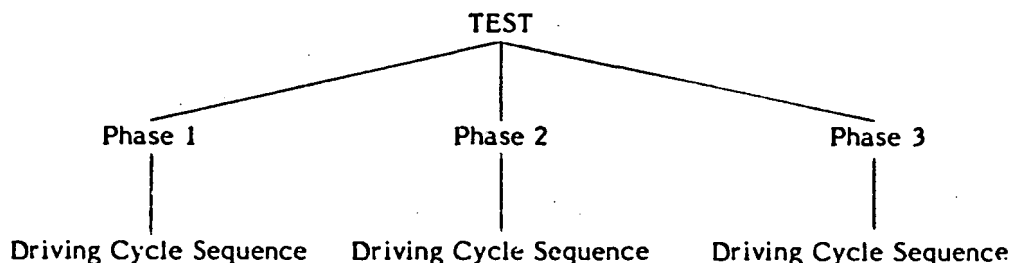 TEST
Phase 1 Phase 2 Phase 3
Driving Cycle Sequence Driving Cycle Sequence Driving Cycle Sequence